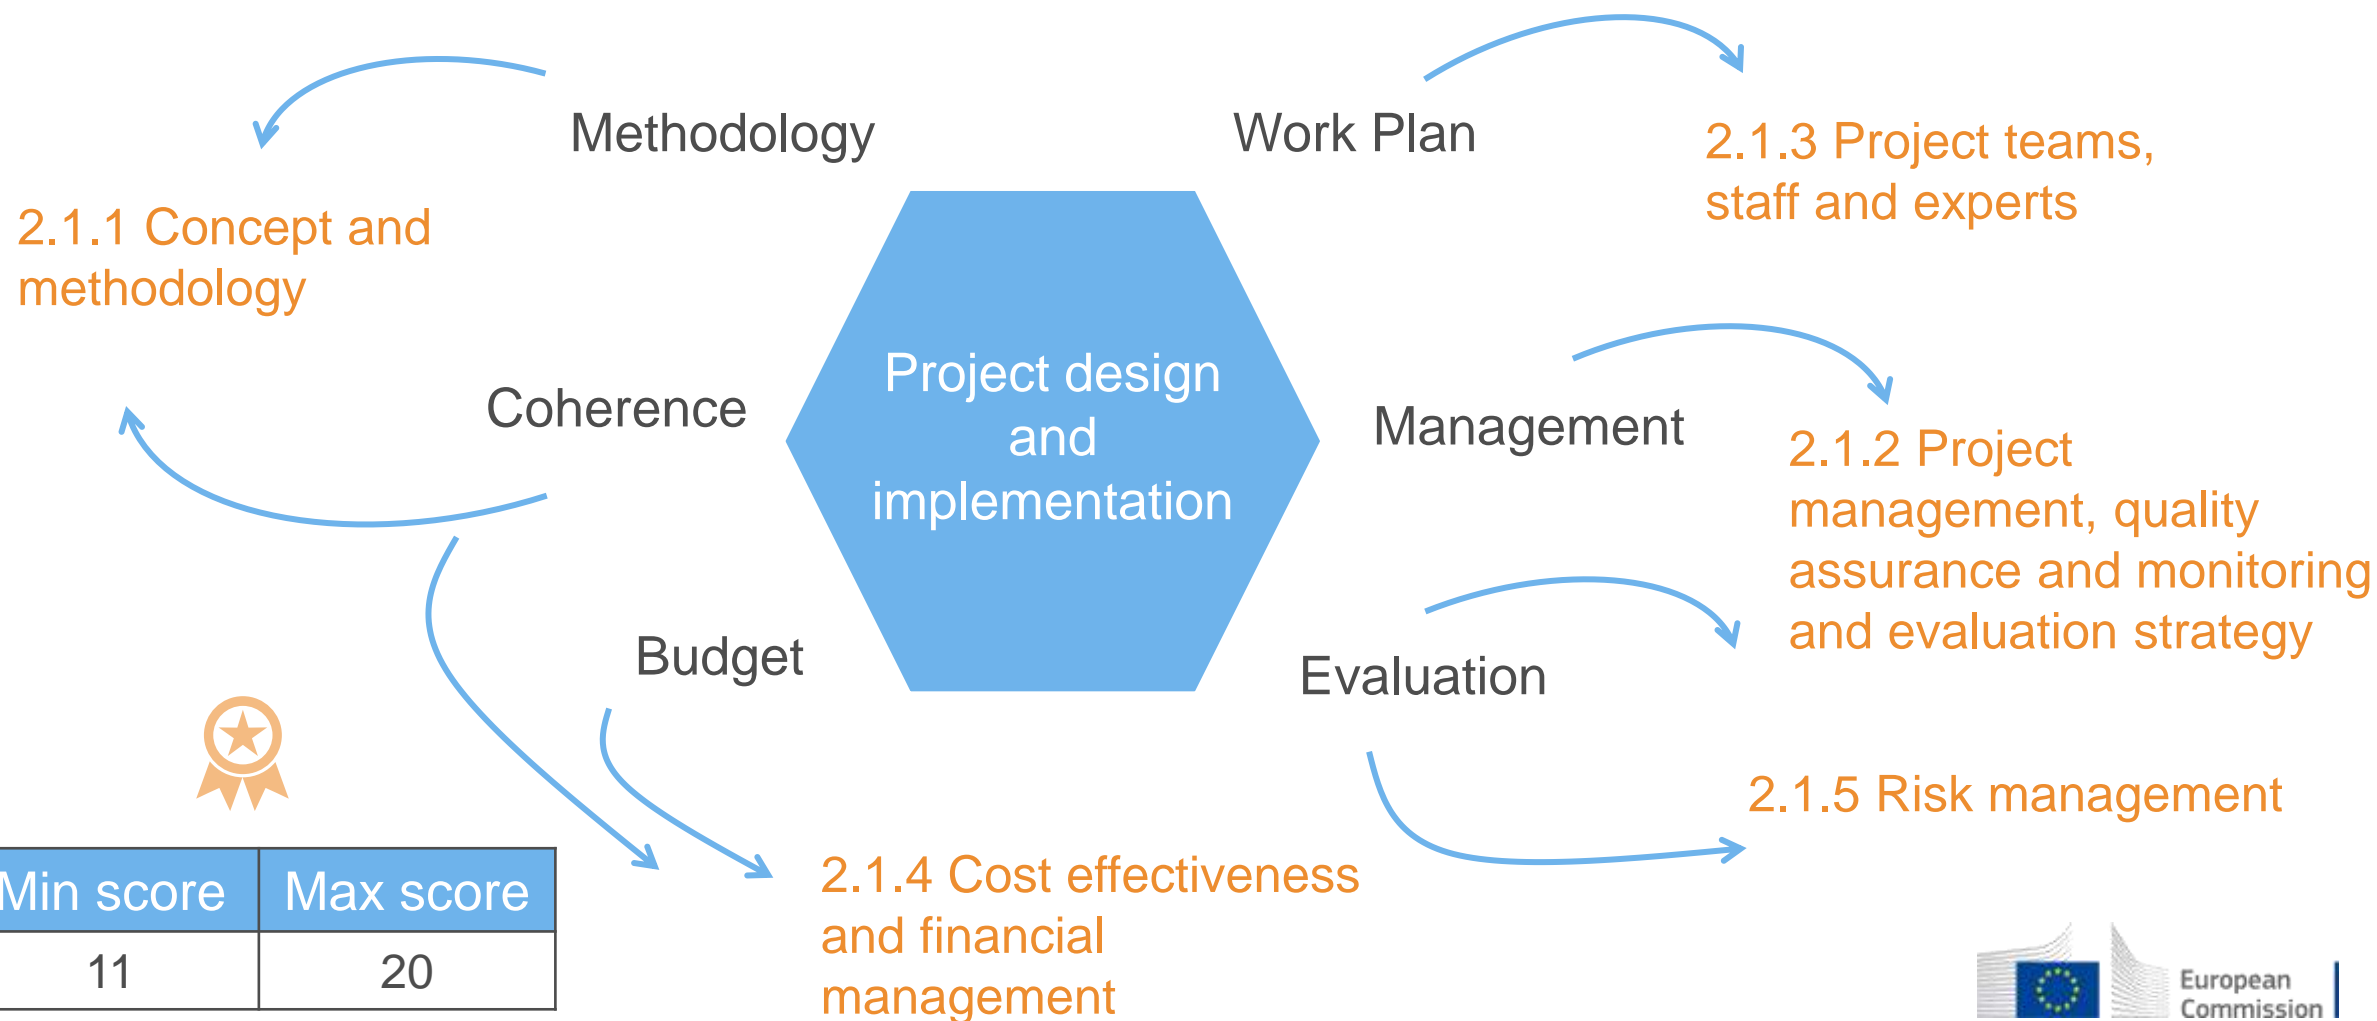 Methodology
Work Plan
2.1.3 Project teams,
staff and experts
2.1.1 Concept and
methodology
Project design
and
implementation
Coherence
Management
2.1.2 Project
management, quality
assurance and monitoring
and evaluation strategy
Budget
Evaluation
2.1.5 Risk management
2.1.4 Cost effectiveness
and financial
management
Min score Max score
11 20
European
Commission